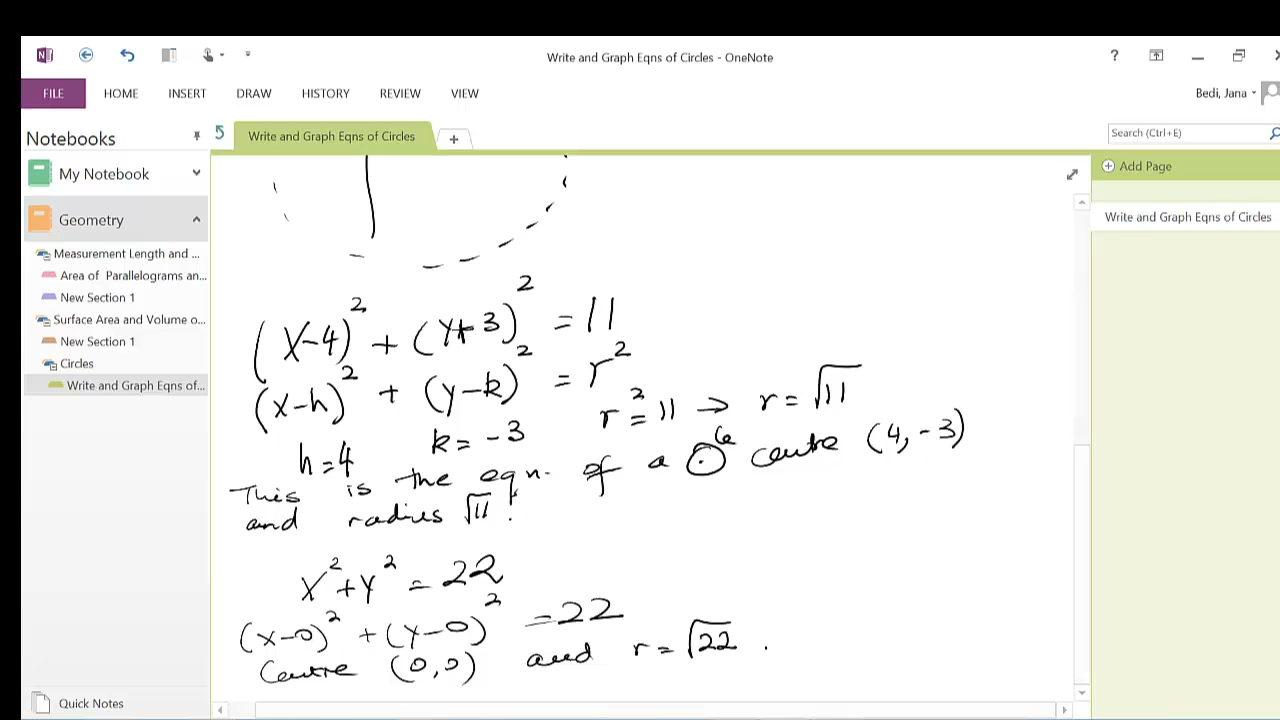 Write and Graph Eqns of Circles - OneNote
?
FILE HOME INSERT DRAW HISTORY REVIEW VIEW
Bedi, Jana
Notebooks
Write and Graph Eqns of Circles
+
Search (Ctrl+E)
My Notebook
Geometry
Measurement Length and ...
Area of Parallelograms an...
New Section 1
Surface Area and Volume o...
New Section 1
Circles
Write and Graph Eqns of...
Quick Notes
Add Page
Write and Graph Eqns of Circles
(x-4)² + (y+3)² = 11
(x-h)² + (y-k)² = r²
r² = 11 → r = √11
h = 4 k = -3
This is the eqn. of a ⊙le centre (4, -3)
and radius √11.
x² + y² = 22
(x-0)² + (y-0)² = 22
Centre (0,0) and r = √22 .